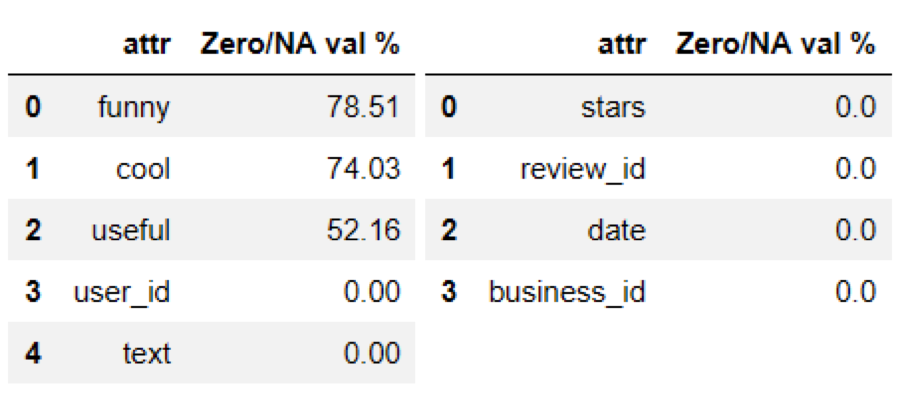 attr Zero/NA val % attr Zero/NA val %
0 funny 78.51 0 stars 0.0
1 cool 74.03 1 review_id 0.0
2 useful 52.16 2 date 0.0
3 user_id 0.00 3 business_id 0.0
4 text 0.00